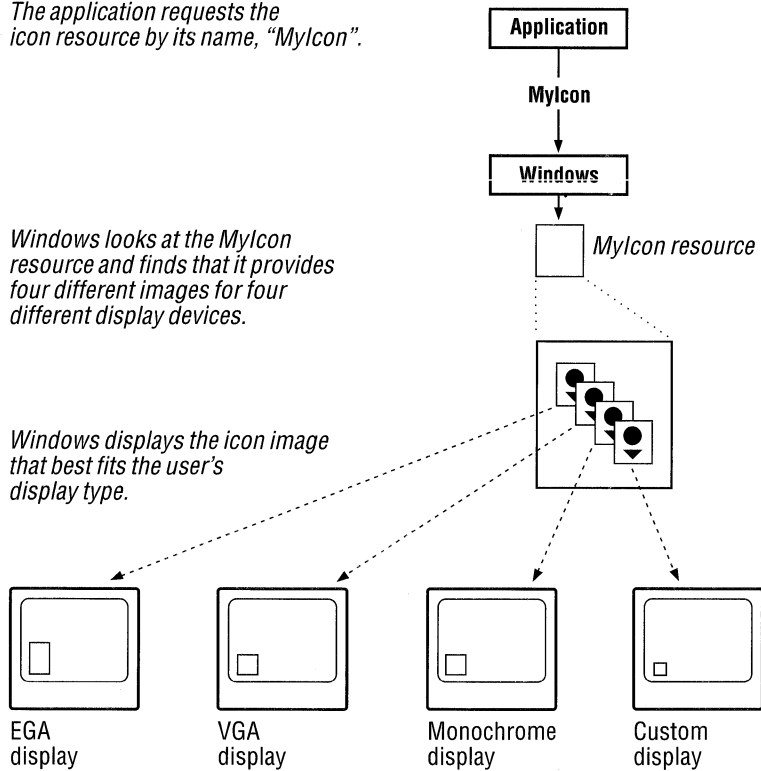 The application requests the
icon resource by its name, “MyIcon”.
Application
MyIcon
Windows
MyIcon resource
Windows looks at the MyIcon
resource and finds that it provides
four different images for four
different display devices.
Windows displays the icon image
that best fits the user's
display type.
EGA
display
VGA
display
Monochrome
display
Custom
display